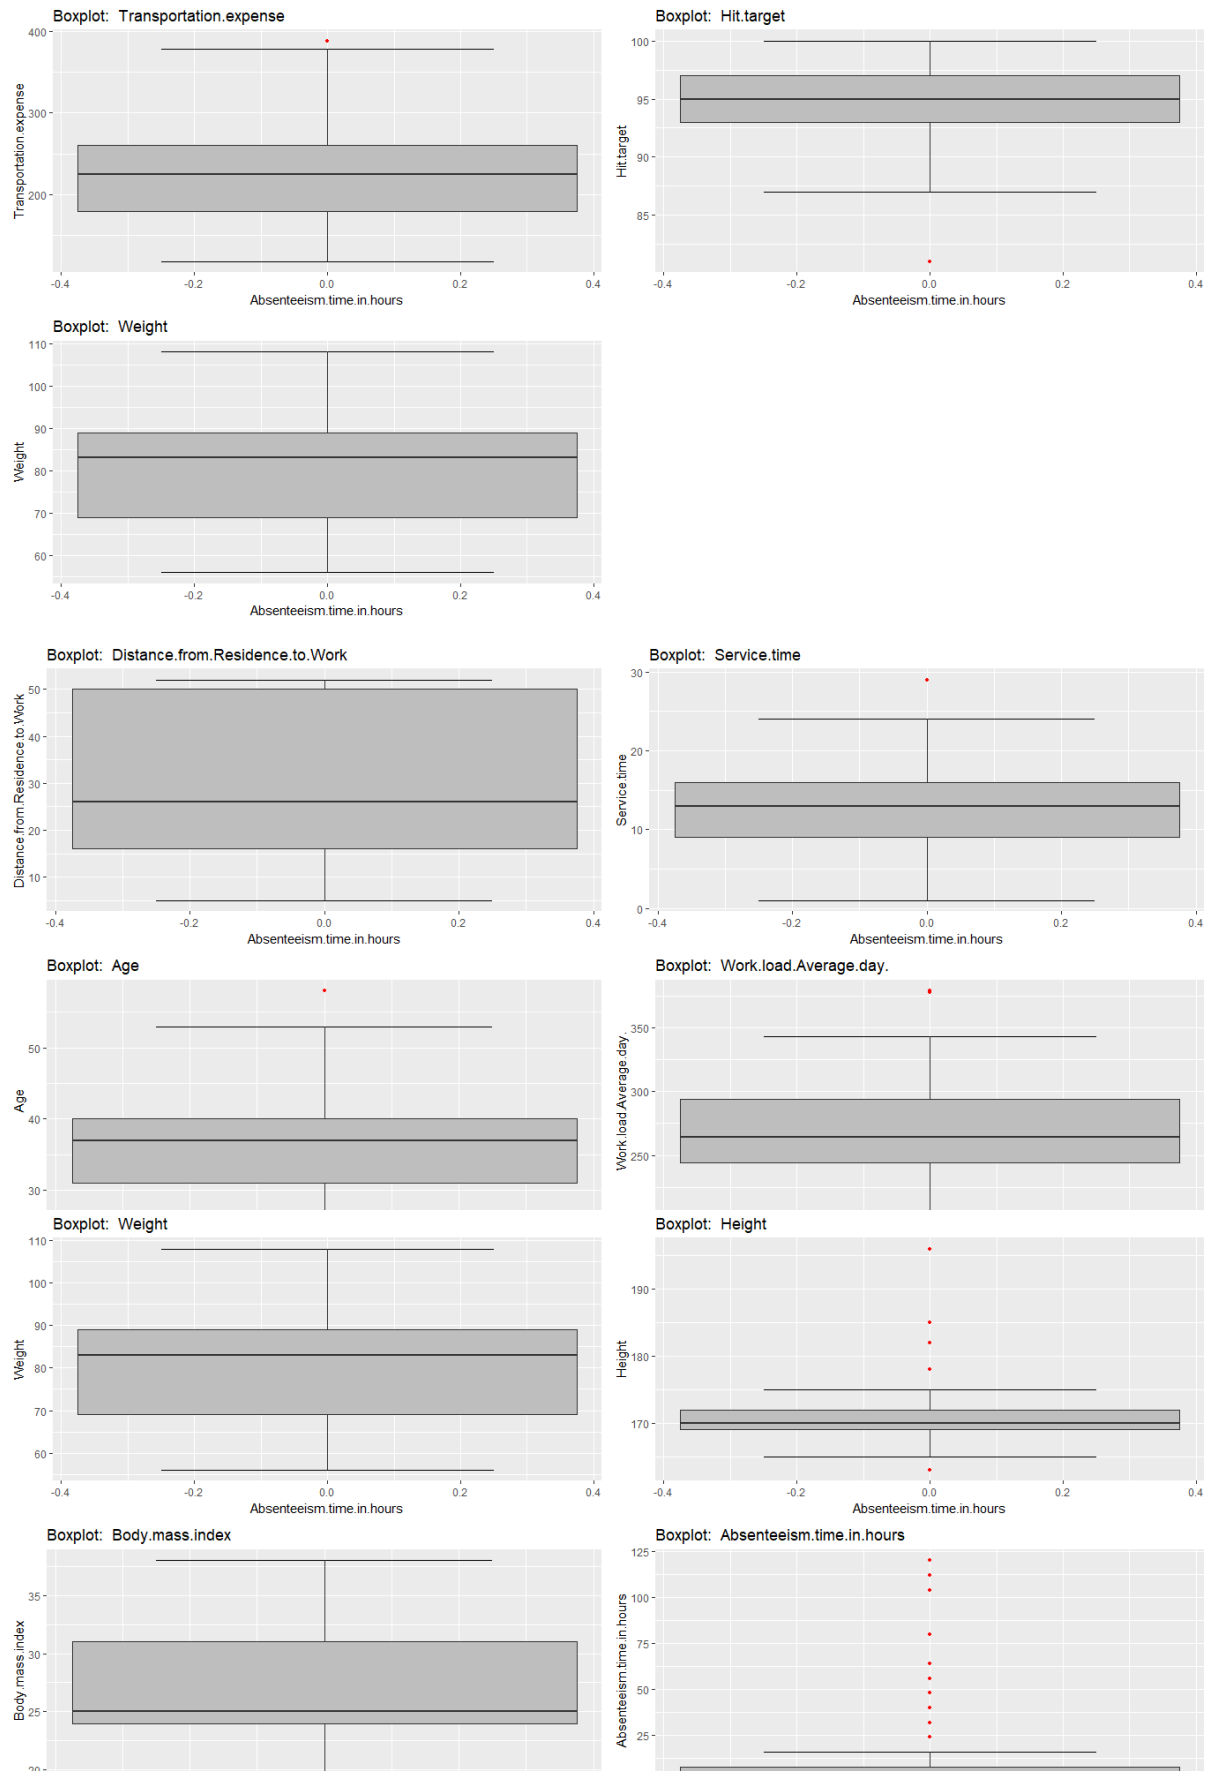 Boxplot: Transportation.expense
Transportation.expense
400
300
200
-0.4 -0.2 0.0 0.2 0.4
Absenteeism.time.in.hours
Boxplot: Hit.target
Hit.target
100
95
90
85
-0.4 -0.2 0.0 0.2 0.4
Absenteeism.time.in.hours
Boxplot: Weight
Weight
110
100
90
80
70
60
-0.4 -0.2 0.0 0.2 0.4
Absenteeism.time.in.hours
Boxplot: Distance.from.Residence.to.Work
Distance.from.Residence.to.Work
50
40
30
20
10
-0.4 -0.2 0.0 0.2 0.4
Absenteeism.time.in.hours
Boxplot: Service.time
Service.time
30
20
10
0
-0.4 -0.2 0.0 0.2 0.4
Absenteeism.time.in.hours
Boxplot: Age
Age
50
40
30
Boxplot: Work.load.Average.day.
Work.load.Average.day.
350
300
250
Boxplot: Weight
Weight
110
100
90
80
70
60
-0.4 -0.2 0.0 0.2 0.4
Absenteeism.time.in.hours
Boxplot: Height
Height
190
180
170
-0.4 -0.2 0.0 0.2 0.4
Absenteeism.time.in.hours
Boxplot: Body.mass.index
Body.mass.index
35
30
25
20
Boxplot: Absenteeism.time.in.hours
Absenteeism.time.in.hours
125
100
75
50
25